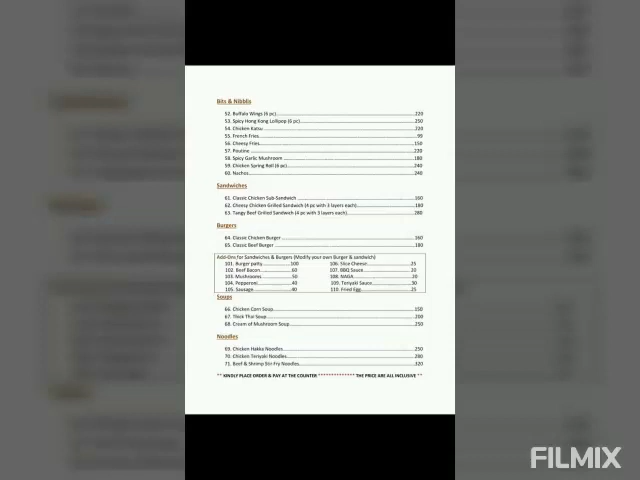 Bits & Nibblis
52. Buffalo Wings (6 pc)...220
53. Spicy Hong Kong Lollipop (6 pc)...250
54. Chicken Katsu...220
55. French Fries...99
56. Cheesy Fries...150
57. Poutine...220
58. Spicy Garlic Mushroom...180
59. Chicken Spring Roll (6 pc)...240
60. Nachos...240
Sandwiches
61. Classic Chicken Sub-Sandwich...160
62. Cheesy Chicken Grilled Sandwich (4 pc with 3 layers each)...180
63. Tangy Beef Grilled Sandwich (4 pc with 3 layers each)...280
Burgers
64. Classic Chicken Burger...160
65. Classic Beef Burger...180
Add-Ons for Sandwiches & Burgers (Modify your own Burger & sandwich)
101. Burger patty...100 106. Slice Cheese...25
102. Beef Bacon...60 107. BBQ Sauce...20
103. Mushrooms...50 108. NAGA...20
104. Pepperoni...40 109. Teriyaki Sauce...30
105. Sausage...40 110. Fried Egg...25
Soups
66. Chicken Corn Soup...150
67. Thick Thai Soup...200
68. Cream of Mushroom Soup...250
Noodles
69. Chicken Hakka Noodles...250
70. Chicken Teriyaki Noodles...280
71. Beef & Shrimp Stir-Fry Noodles...320
** KINDLY PLACE ORDER & PAY AT THE COUNTER ************** THE PRICE ARE ALL INCLUSIVE **
FILMIX